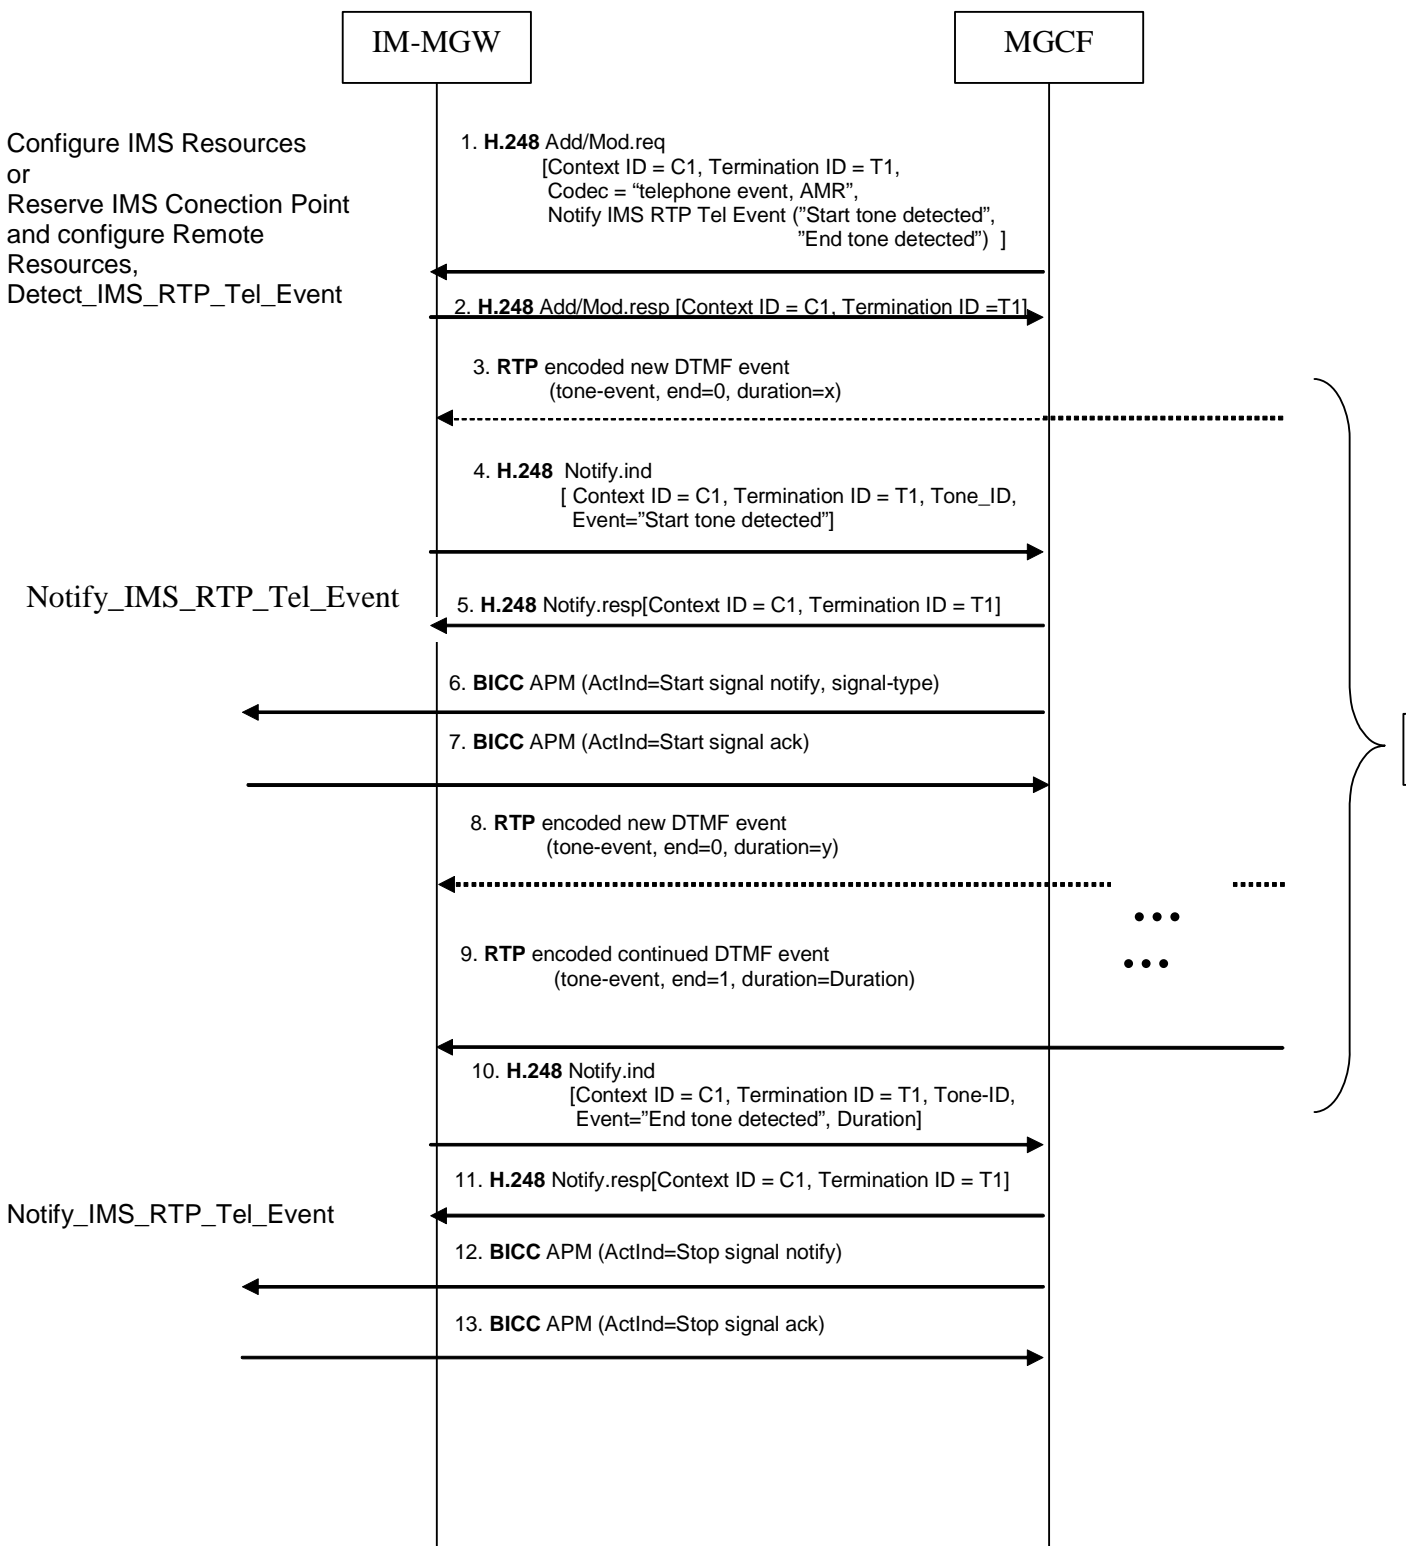 IM-MGW
MGCF
Configure IMS Resources
or
Reserve IMS Conection Point
and configure Remote
Resources,
Detect_IMS_RTP_Tel_Event
1. H.248 Add/Mod.req
[Context ID = C1, Termination ID = T1,
Codec = “telephone event, AMR”,
Notify IMS RTP Tel Event (”Start tone detected”,
”End tone detected”) ]
2. H.248 Add/Mod.resp [Context ID = C1, Termination ID =T1]
3. RTP encoded new DTMF event
(tone-event, end=0, duration=x)
4. H.248 Notify.ind
[ Context ID = C1, Termination ID = T1, Tone_ID,
Event=”Start tone detected”]
Notify_IMS_RTP_Tel_Event
5. H.248 Notify.resp[Context ID = C1, Termination ID = T1]
6. BICC APM (ActInd=Start signal notify, signal-type)
7. BICC APM (ActInd=Start signal ack)
8. RTP encoded new DTMF event
(tone-event, end=0, duration=y)
•••
9. RTP encoded continued DTMF event
(tone-event, end=1, duration=Duration)
•••
10. H.248 Notify.ind
[Context ID = C1, Termination ID = T1, Tone-ID,
Event=”End tone detected”, Duration]
11. H.248 Notify.resp[Context ID = C1, Termination ID = T1]
Notify_IMS_RTP_Tel_Event
12. BICC APM (ActInd=Stop signal notify)
13. BICC APM (ActInd=Stop signal ack)